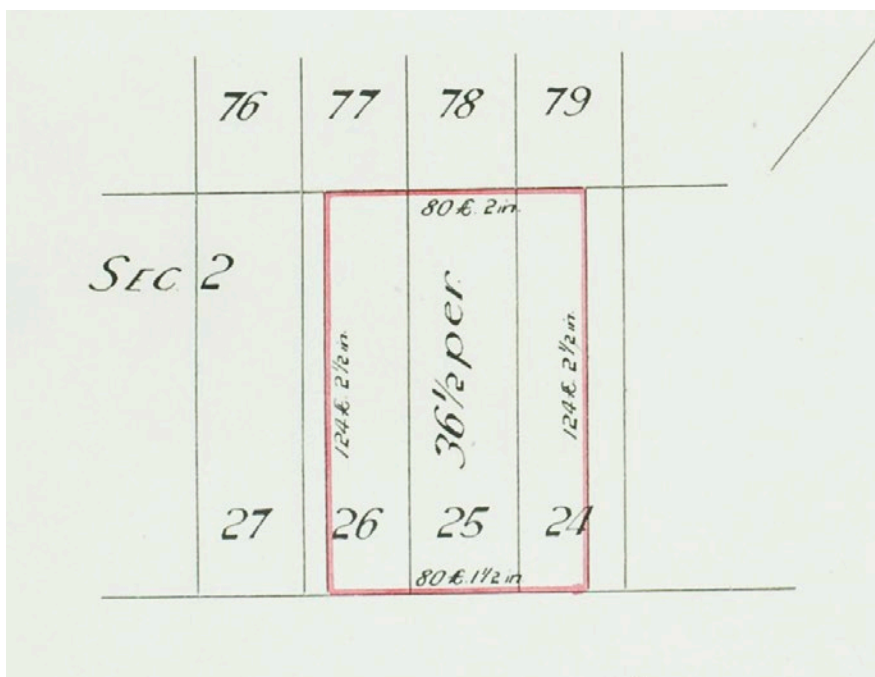 76 77 78 79
80 ft. 2 in.
SEC. 2
124 ft. 2½ in.
36½ per.
124 ft. 2½ in.
27 26 25 24
80 ft. 1½ in